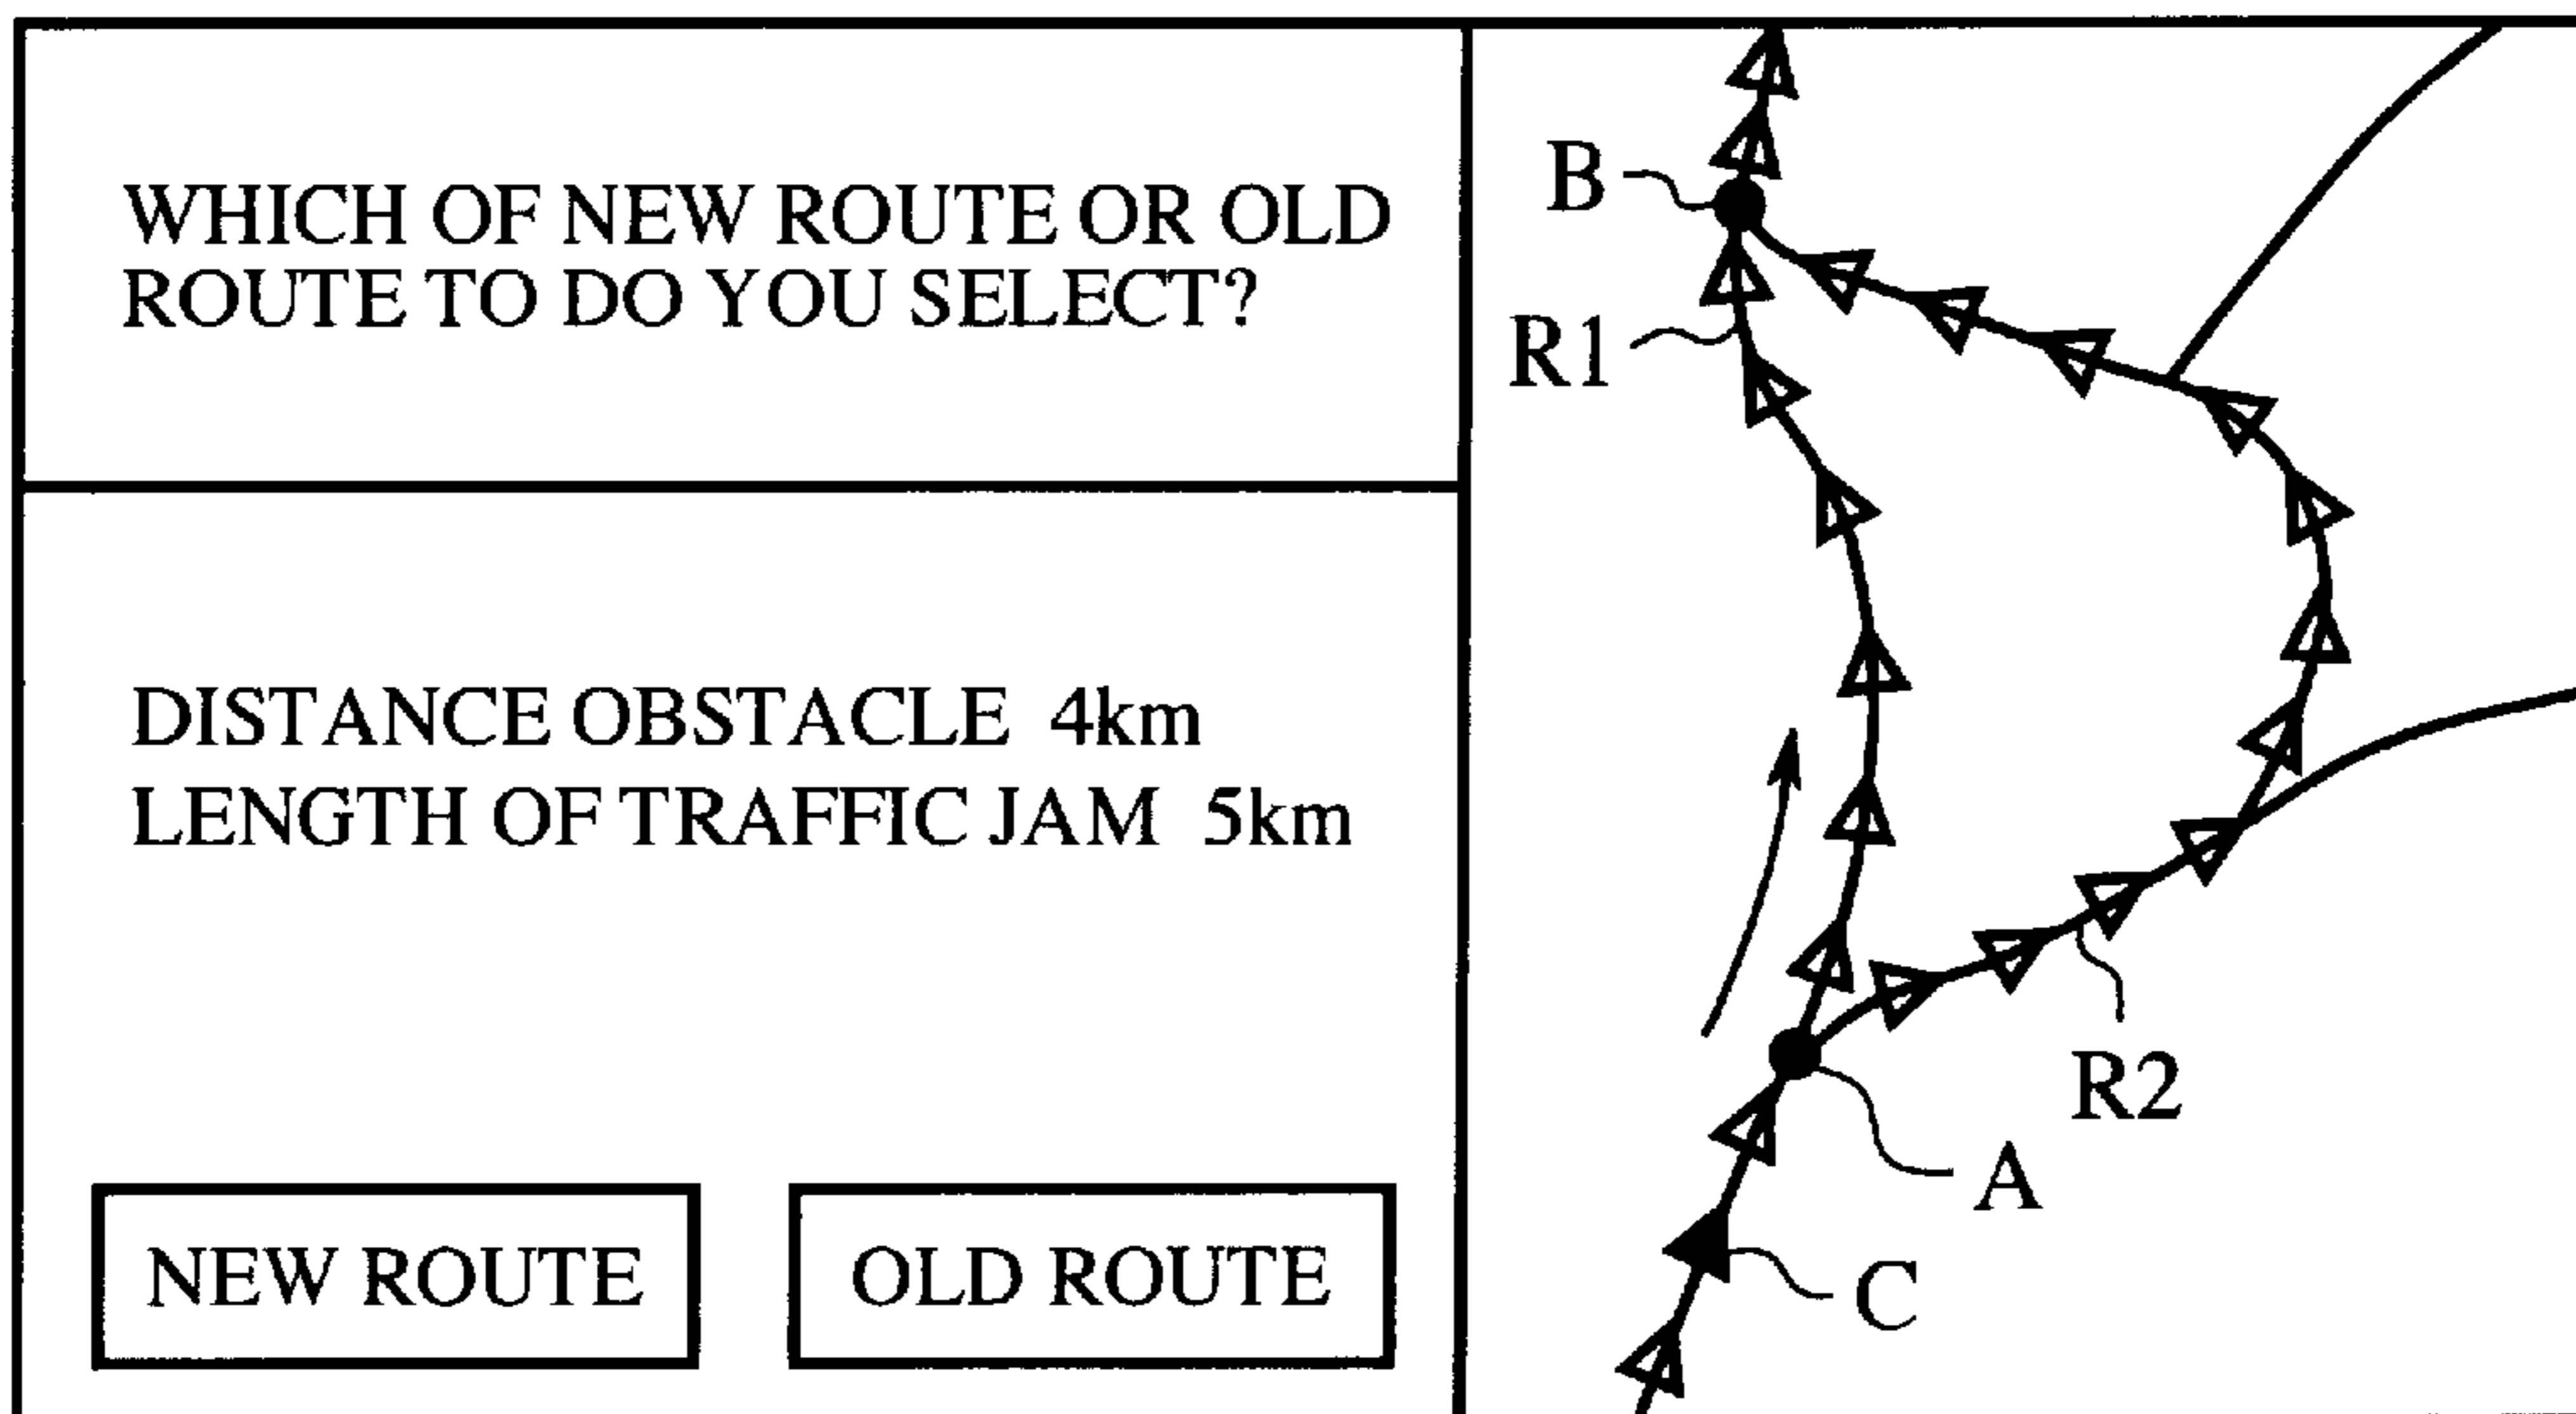 WHICH OF NEW ROUTE OR OLD
ROUTE TO DO YOU SELECT?
DISTANCE OBSTACLE 4km
LENGTH OF TRAFFIC JAM 5km
NEW ROUTE
OLD ROUTE
B
R1
R2
A
C